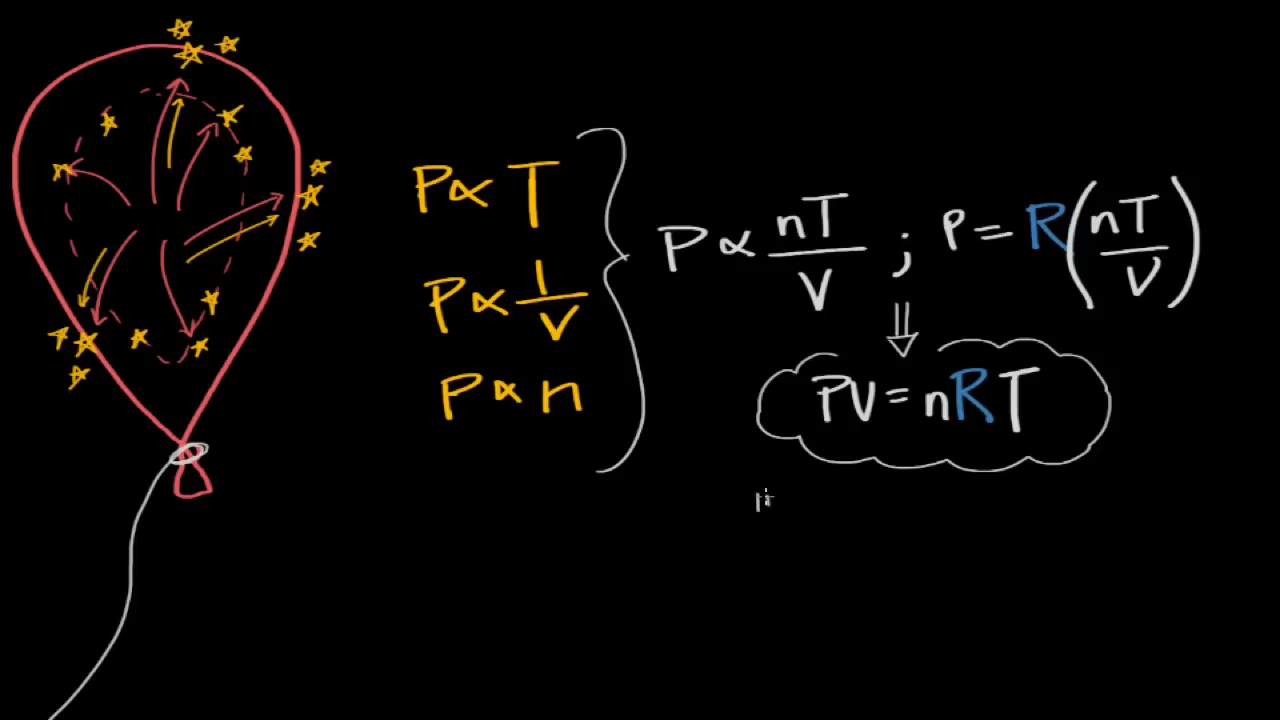 P ∝ T
P ∝ 1/V
P ∝ n
P ∝ nT/V ; P = R(nT/V)
⇓
PV = nRT